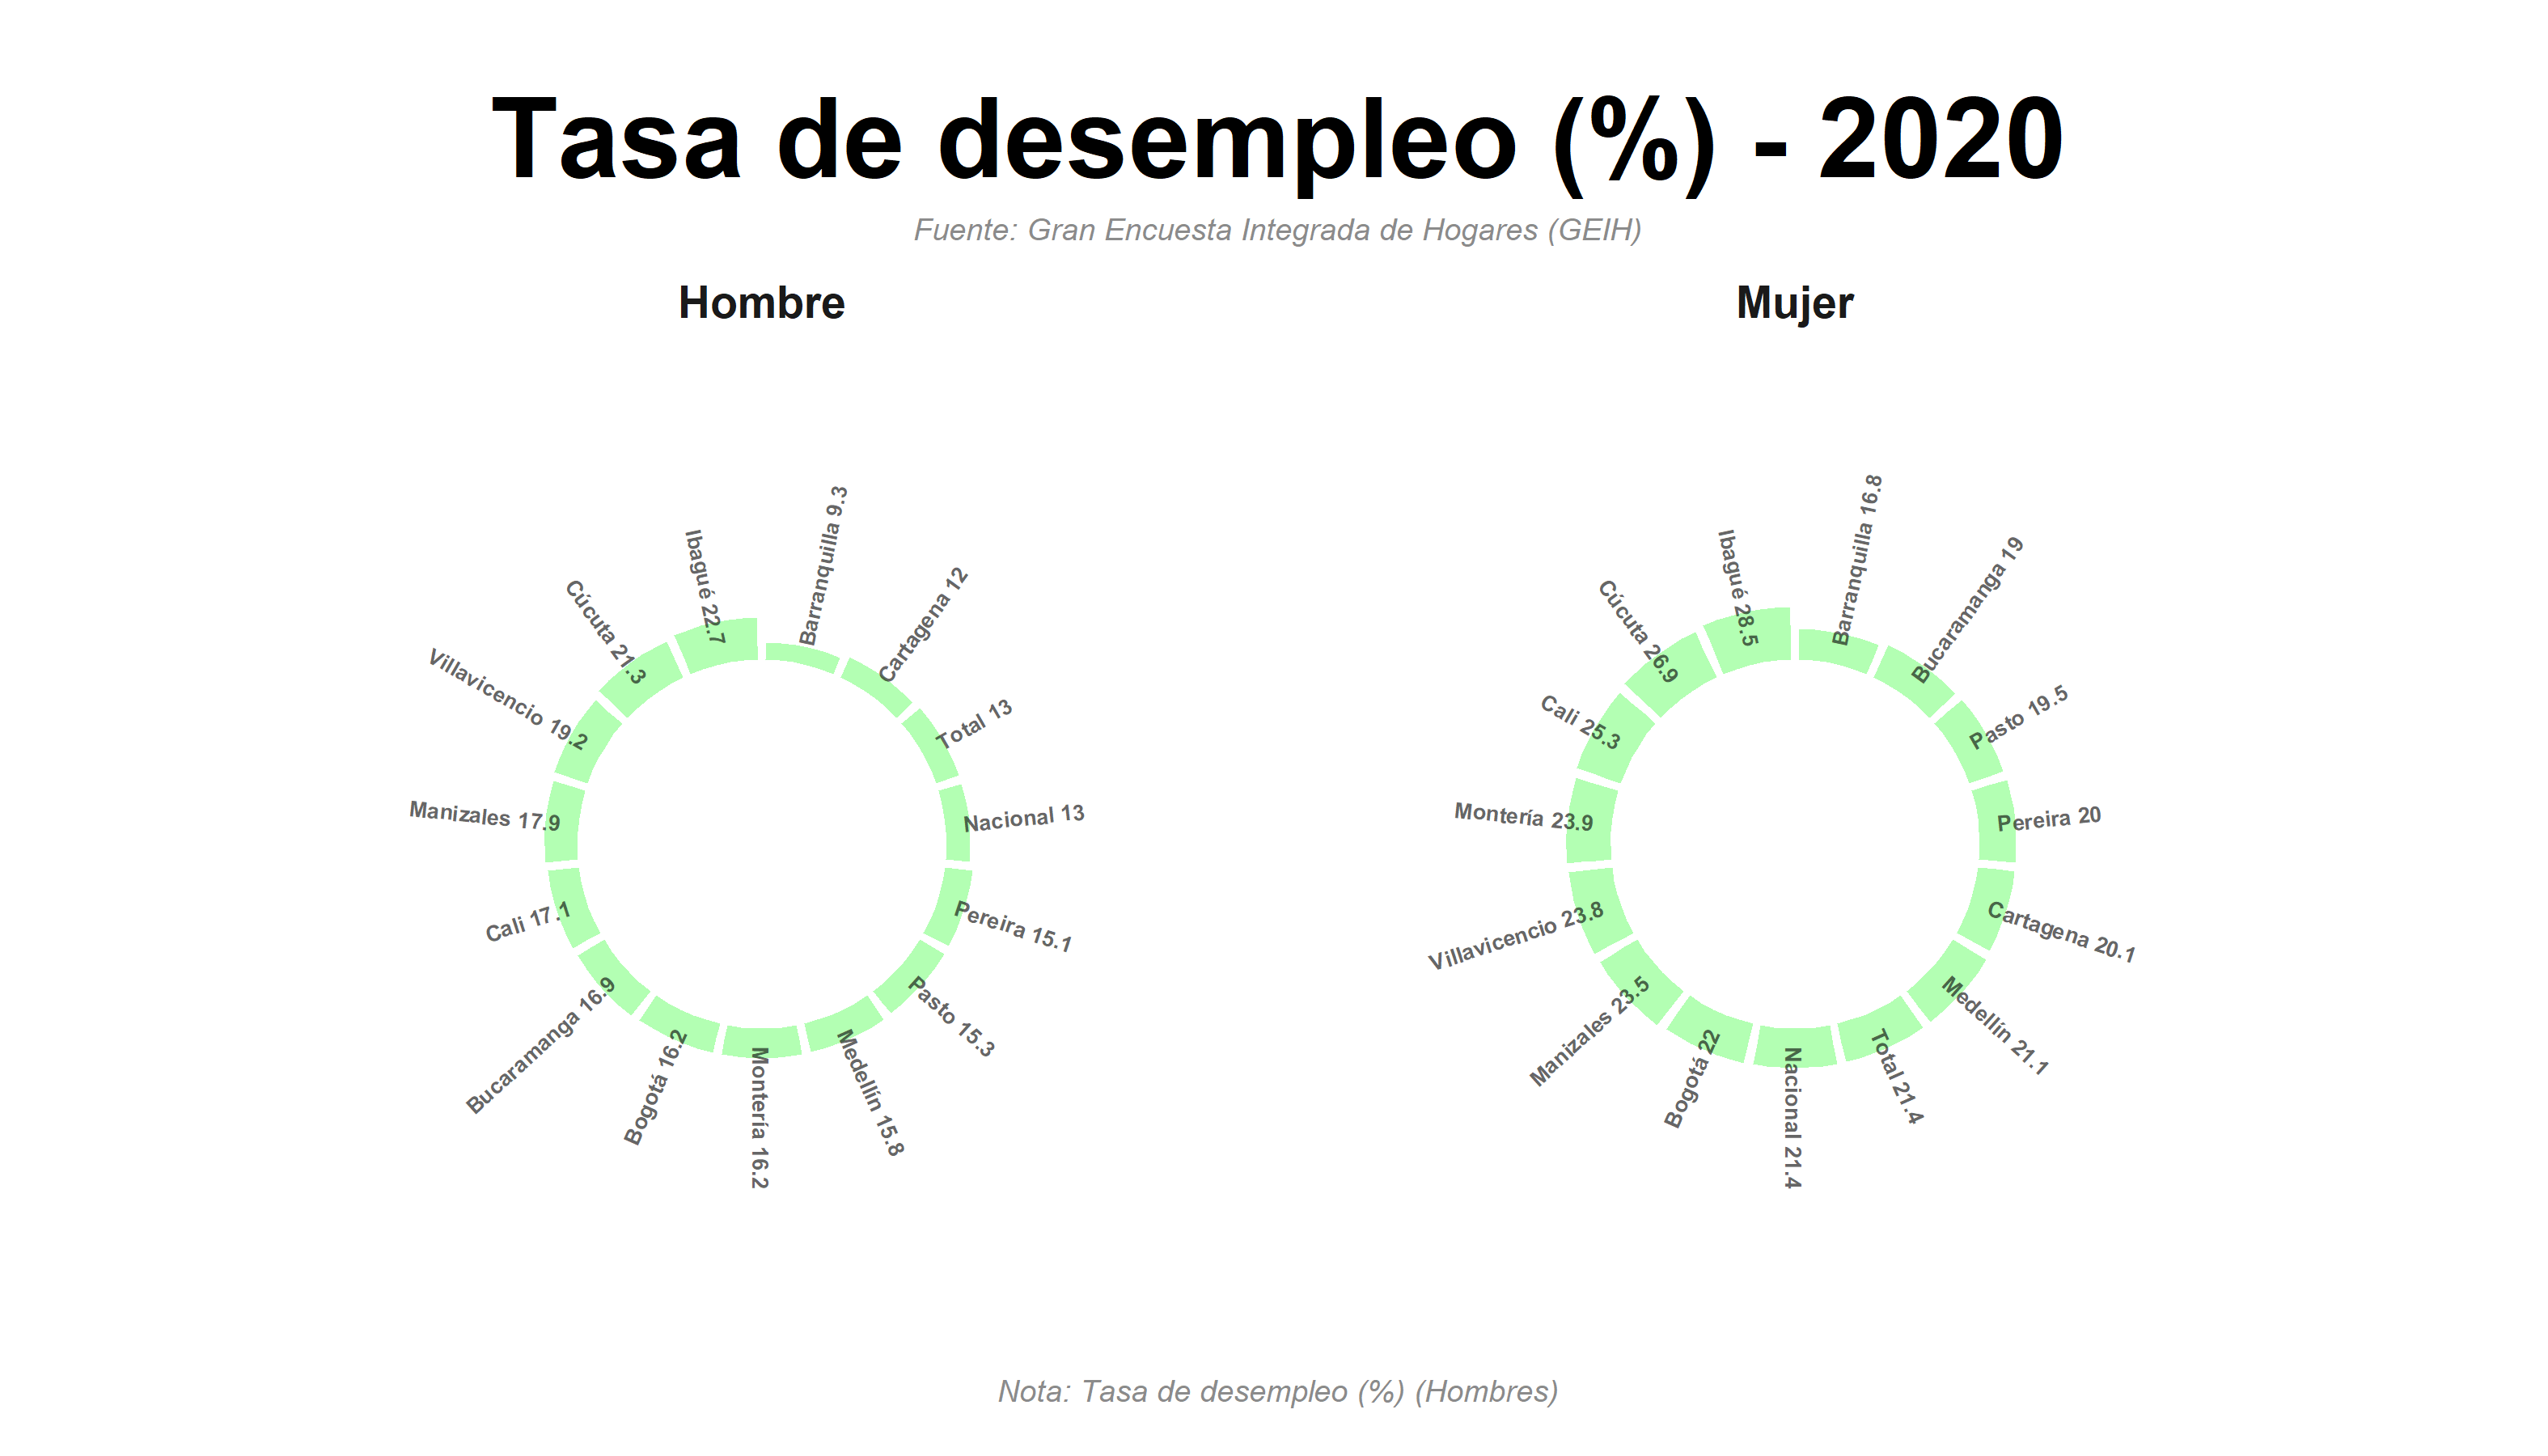 Tasa de desempleo (%) - 2020
Fuente: Gran Encuesta Integrada de Hogares (GEIH)
Hombre
Barranquilla 9.3
Cartagena 12
Total 13
Nacional 13
Pereira 15.1
Pasto 15.3
Medellín 15.8
Montería 16.2
Bogotá 16.2
Bucaramanga 16.9
Cali 17.1
Manizales 17.9
Villavicencio 19.2
Cúcuta 21.3
Ibagué 22.7
Mujer
Barranquilla 16.8
Bucaramanga 19
Pasto 19.5
Pereira 20
Cartagena 20.1
Medellín 21.1
Total 21.4
Nacional 21.4
Bogotá 22
Manizales 23.5
Villavicencio 23.8
Montería 23.9
Cali 25.3
Cúcuta 26.9
Ibagué 28.5
Nota: Tasa de desempleo (%) (Hombres)